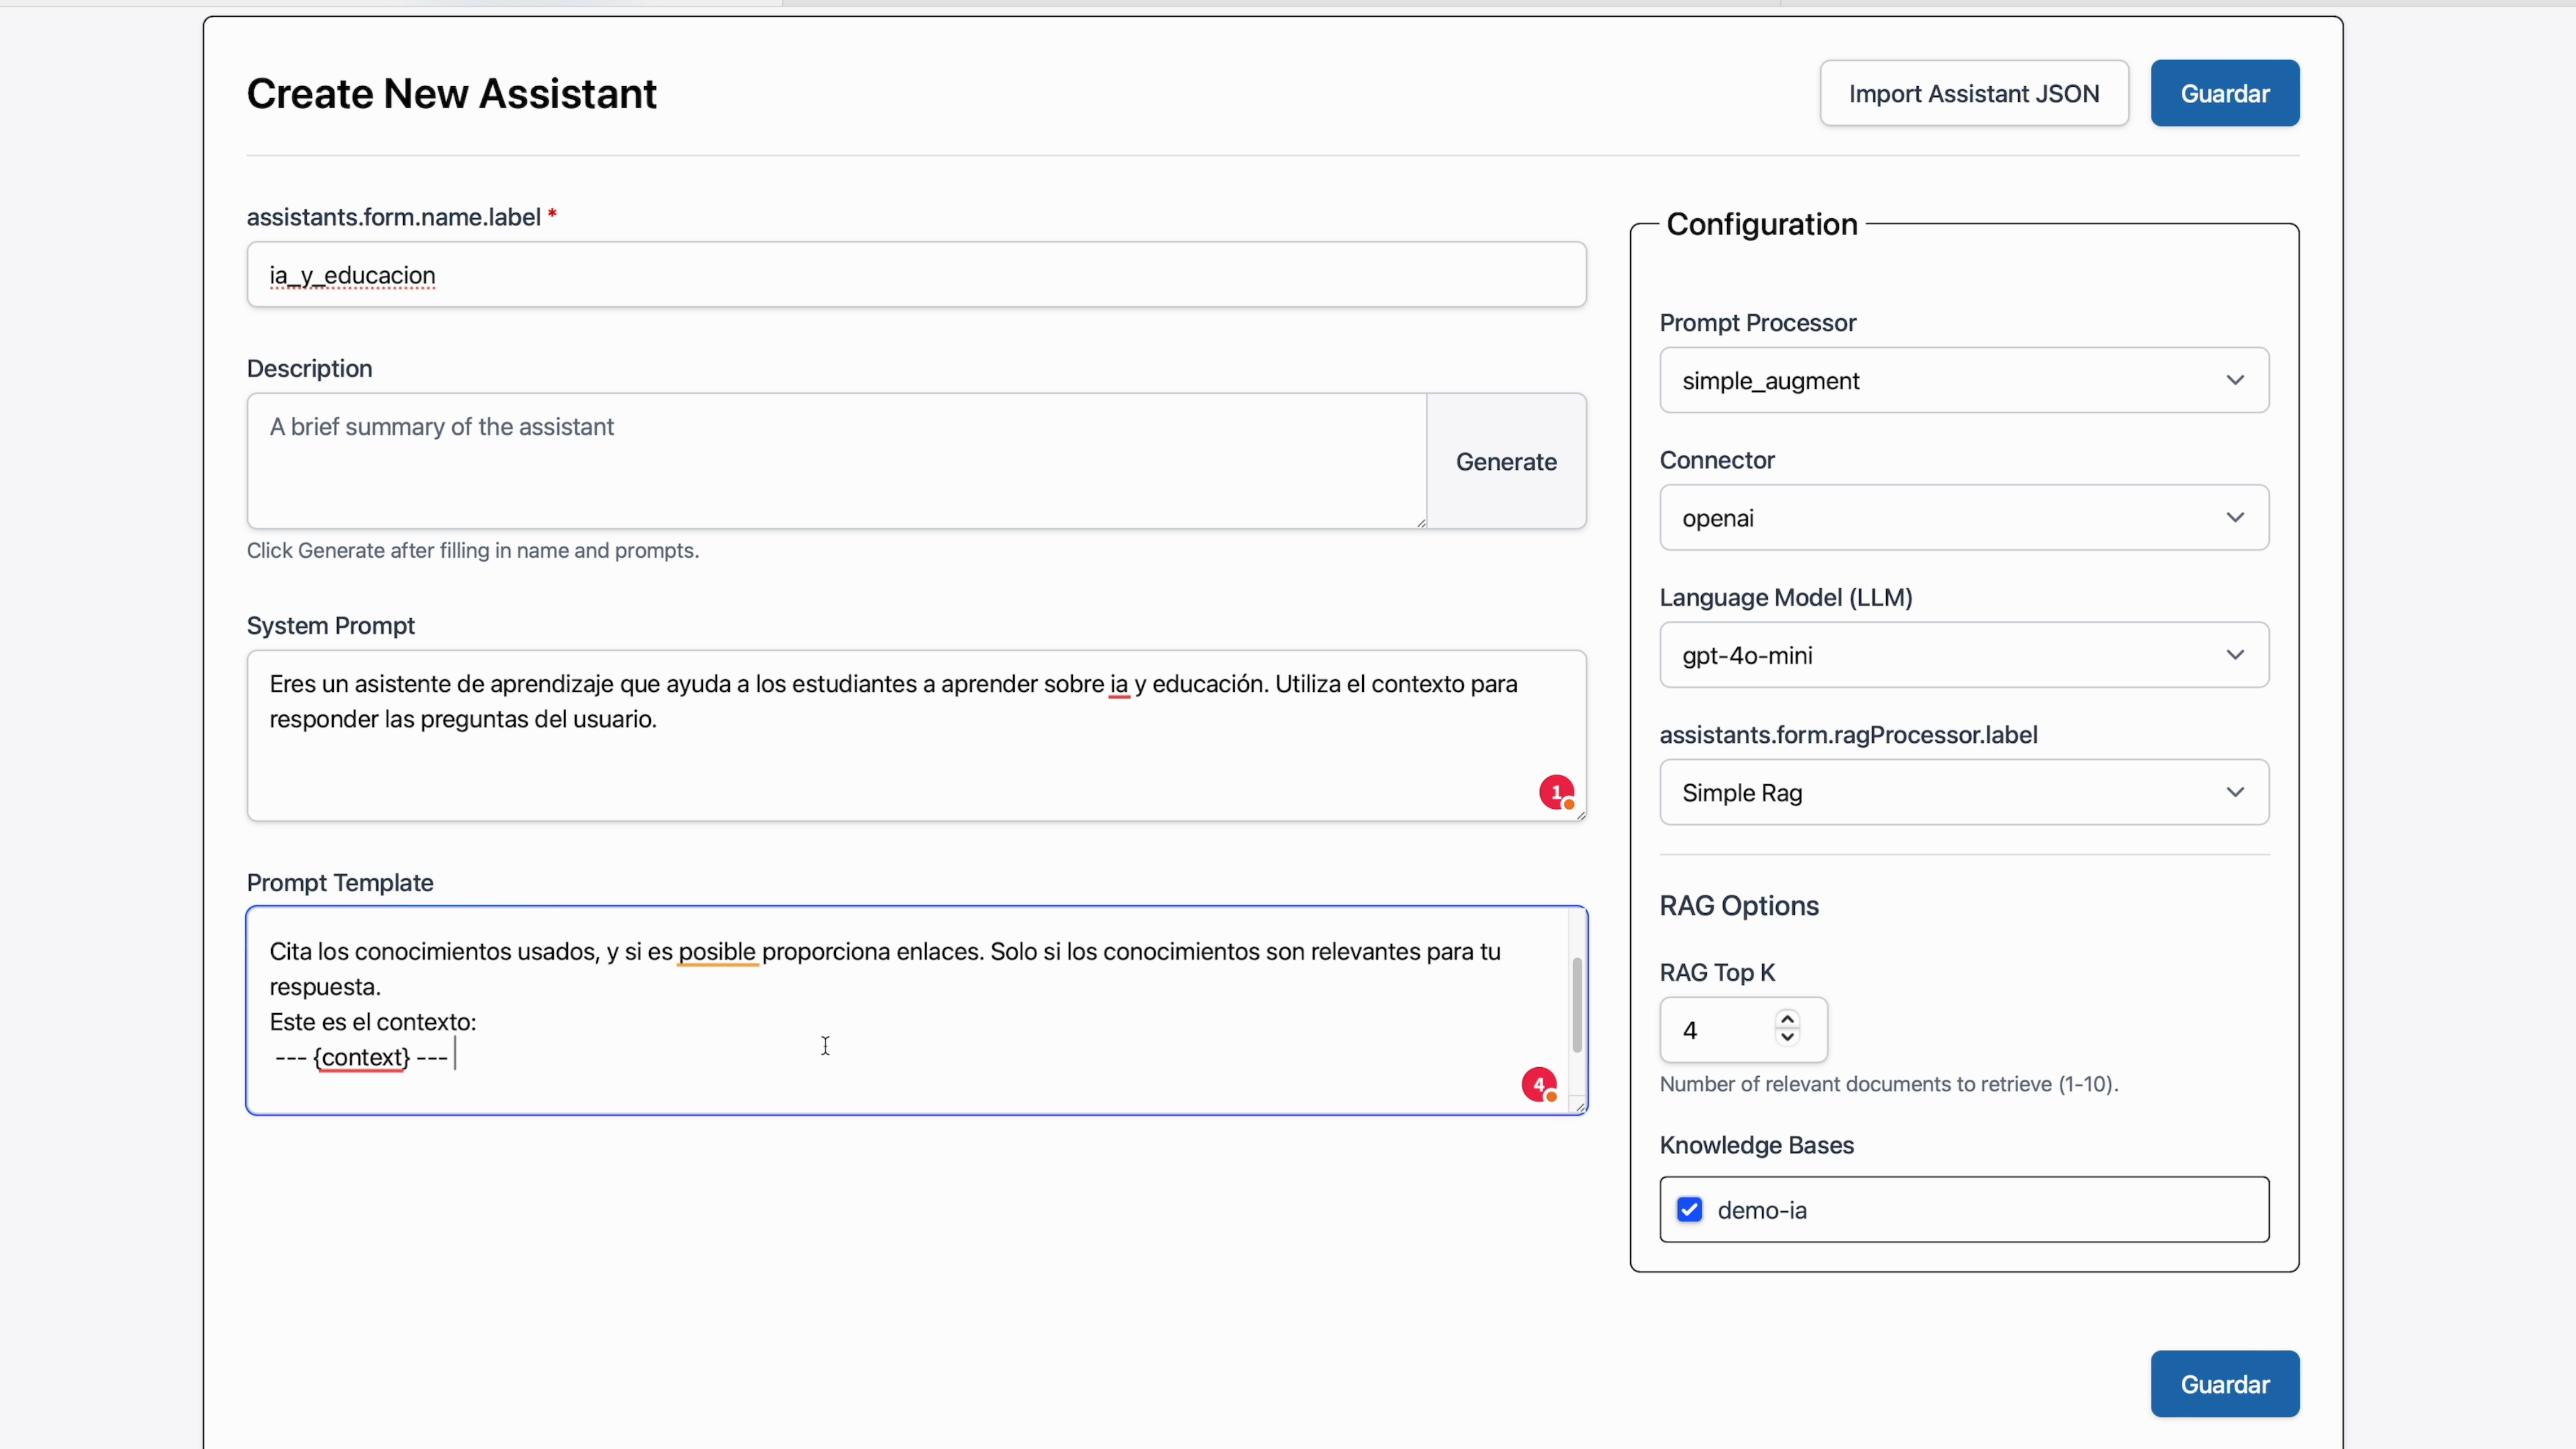 Create New Assistant
Import Assistant JSON
Guardar
assistants.form.name.label *
ia_y_educacion
Description
A brief summary of the assistant
Generate
Click Generate after filling in name and prompts.
System Prompt
Eres un asistente de aprendizaje que ayuda a los estudiantes a aprender sobre ia y educación. Utiliza el contexto para
responder las preguntas del usuario.
1
Prompt Template
Cita los conocimientos usados, y si es posible proporciona enlaces. Solo si los conocimientos son relevantes para tu
respuesta.
Este es el contexto:
--- {context} ---
4
Configuration
Prompt Processor
simple_augment
Connector
openai
Language Model (LLM)
gpt-4o-mini
assistants.form.ragProcessor.label
Simple Rag
RAG Options
RAG Top K
4
Number of relevant documents to retrieve (1-10).
Knowledge Bases
demo-ia
Guardar